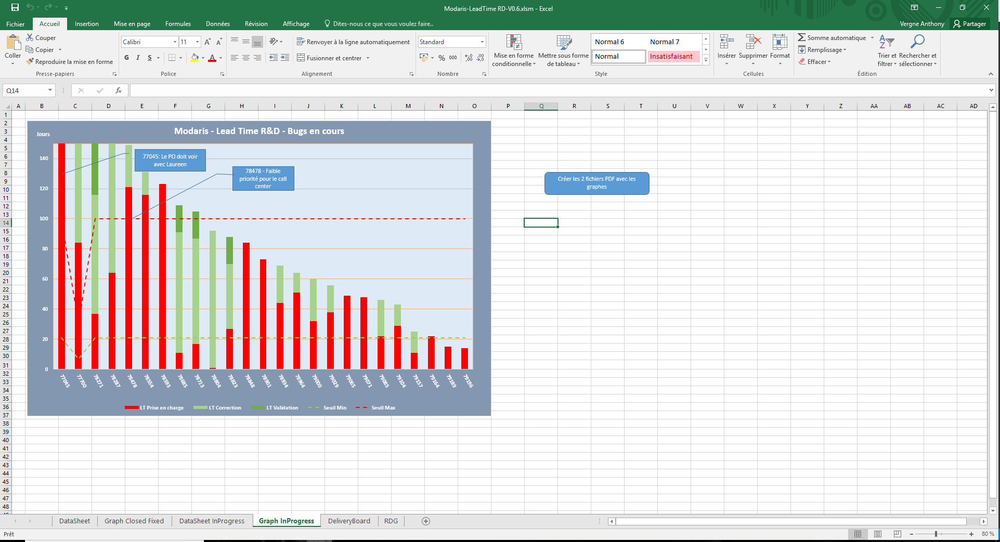 Modaris-LeadTime RD-V0.6.xlsm - Excel
Fichier Accueil Insertion Mise en page Formules Données Révision Affichage Dites-nous ce que vous voulez faire.. Vergne Anthony Partager
Coller
Couper
Copier
Reproduire la mise en forme
Presse-papiers
Calibri 11
G I S
Police
Renvoyer à la ligne automatiquement
Fusionner et centrer
Alignement
Standard
% 000
Nombre
Mise en forme
conditionnelle
Mettre sous forme
de tableau
Normal 6 Normal 7
Normal Insatisfaisant
Style
Insérer Supprimer Format
Cellules
Somme automatique
Remplissage
Effacer
Trier et
filtrer
Rechercher et
sélectionner
Édition
Q14 fx
A B C D E F G H I J K L M N O P Q R S T U V W X Y Z AA AB AC AD
1
2
3
4
5
6
7
8
9
10
11
12
13
14
15
16
17
18
19
20
21
22
23
24
25
26
27
28
29
30
31
32
33
34
35
36
37
38
39
40
41
42
43
44
45
46
47
48
Modaris - Lead Time R&D - Bugs en cours
Jours
140
120
100
80
60
40
20
0
77045: Le PO doit voir
avec Laureen
78478 - Faible
priorité pour le call
center
77045 77700 78271 78287 78478 78554 78593 78685 78713 78804 78823 78848 78901 78934 78964 79000 79029 79065 79071 79085 79104 79157 79164 79189 79196
LT Prise en charge LT Correction LT Validation Seuil Min Seuil Max
Créer les 2 fichiers PDF avec les
graphes
DataSheet Graph Closed Fixed DataSheet InProgress Graph InProgress DeliveryBoard RDG
Prêt
80 %